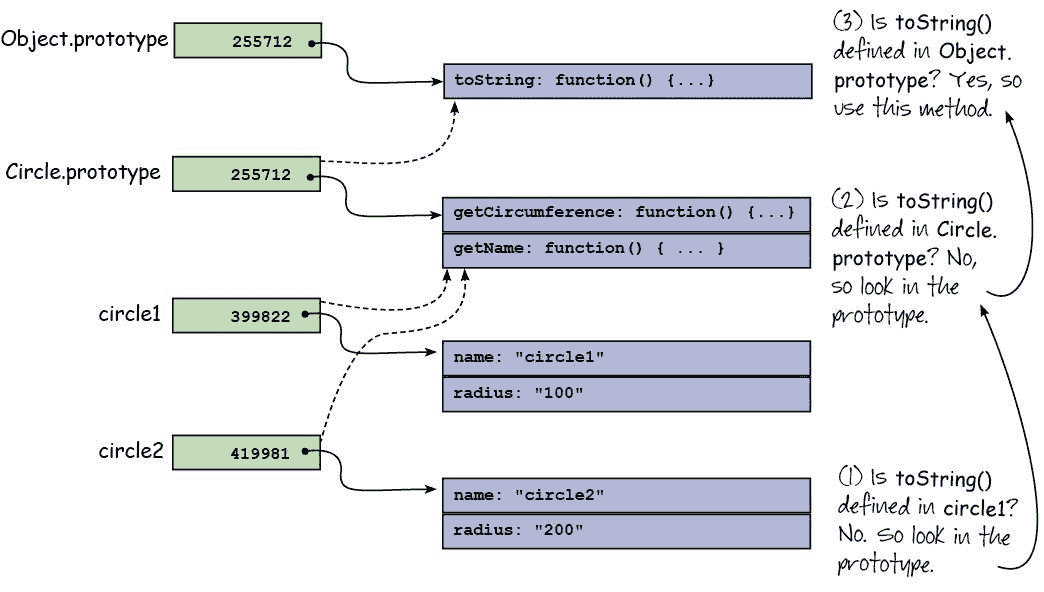 Object.prototype
255712
toString: function() {...}
Circle.prototype
255712
getCircumference: function() {...}
getName: function() { ... }
circle1
399822
name: "circle1"
radius: "100"
circle2
419981
name: "circle2"
radius: "200"
(3) Is toString()
defined in Object.
prototype? Yes, so
use this method.
(2) Is toString()
defined in Circle.
prototype? No,
so look in the
prototype.
(1) Is toString()
defined in circle1?
No. So look in the
prototype.